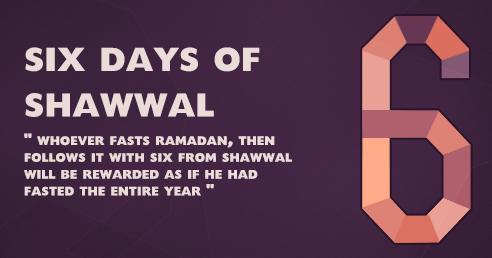 SIX DAYS OF
SHAWWAL
" WHOEVER FASTS RAMADAN, THEN
FOLLOWS IT WITH SIX FROM SHAWWAL
WILL BE REWARDED AS IF HE HAD
FASTED THE ENTIRE YEAR "
6